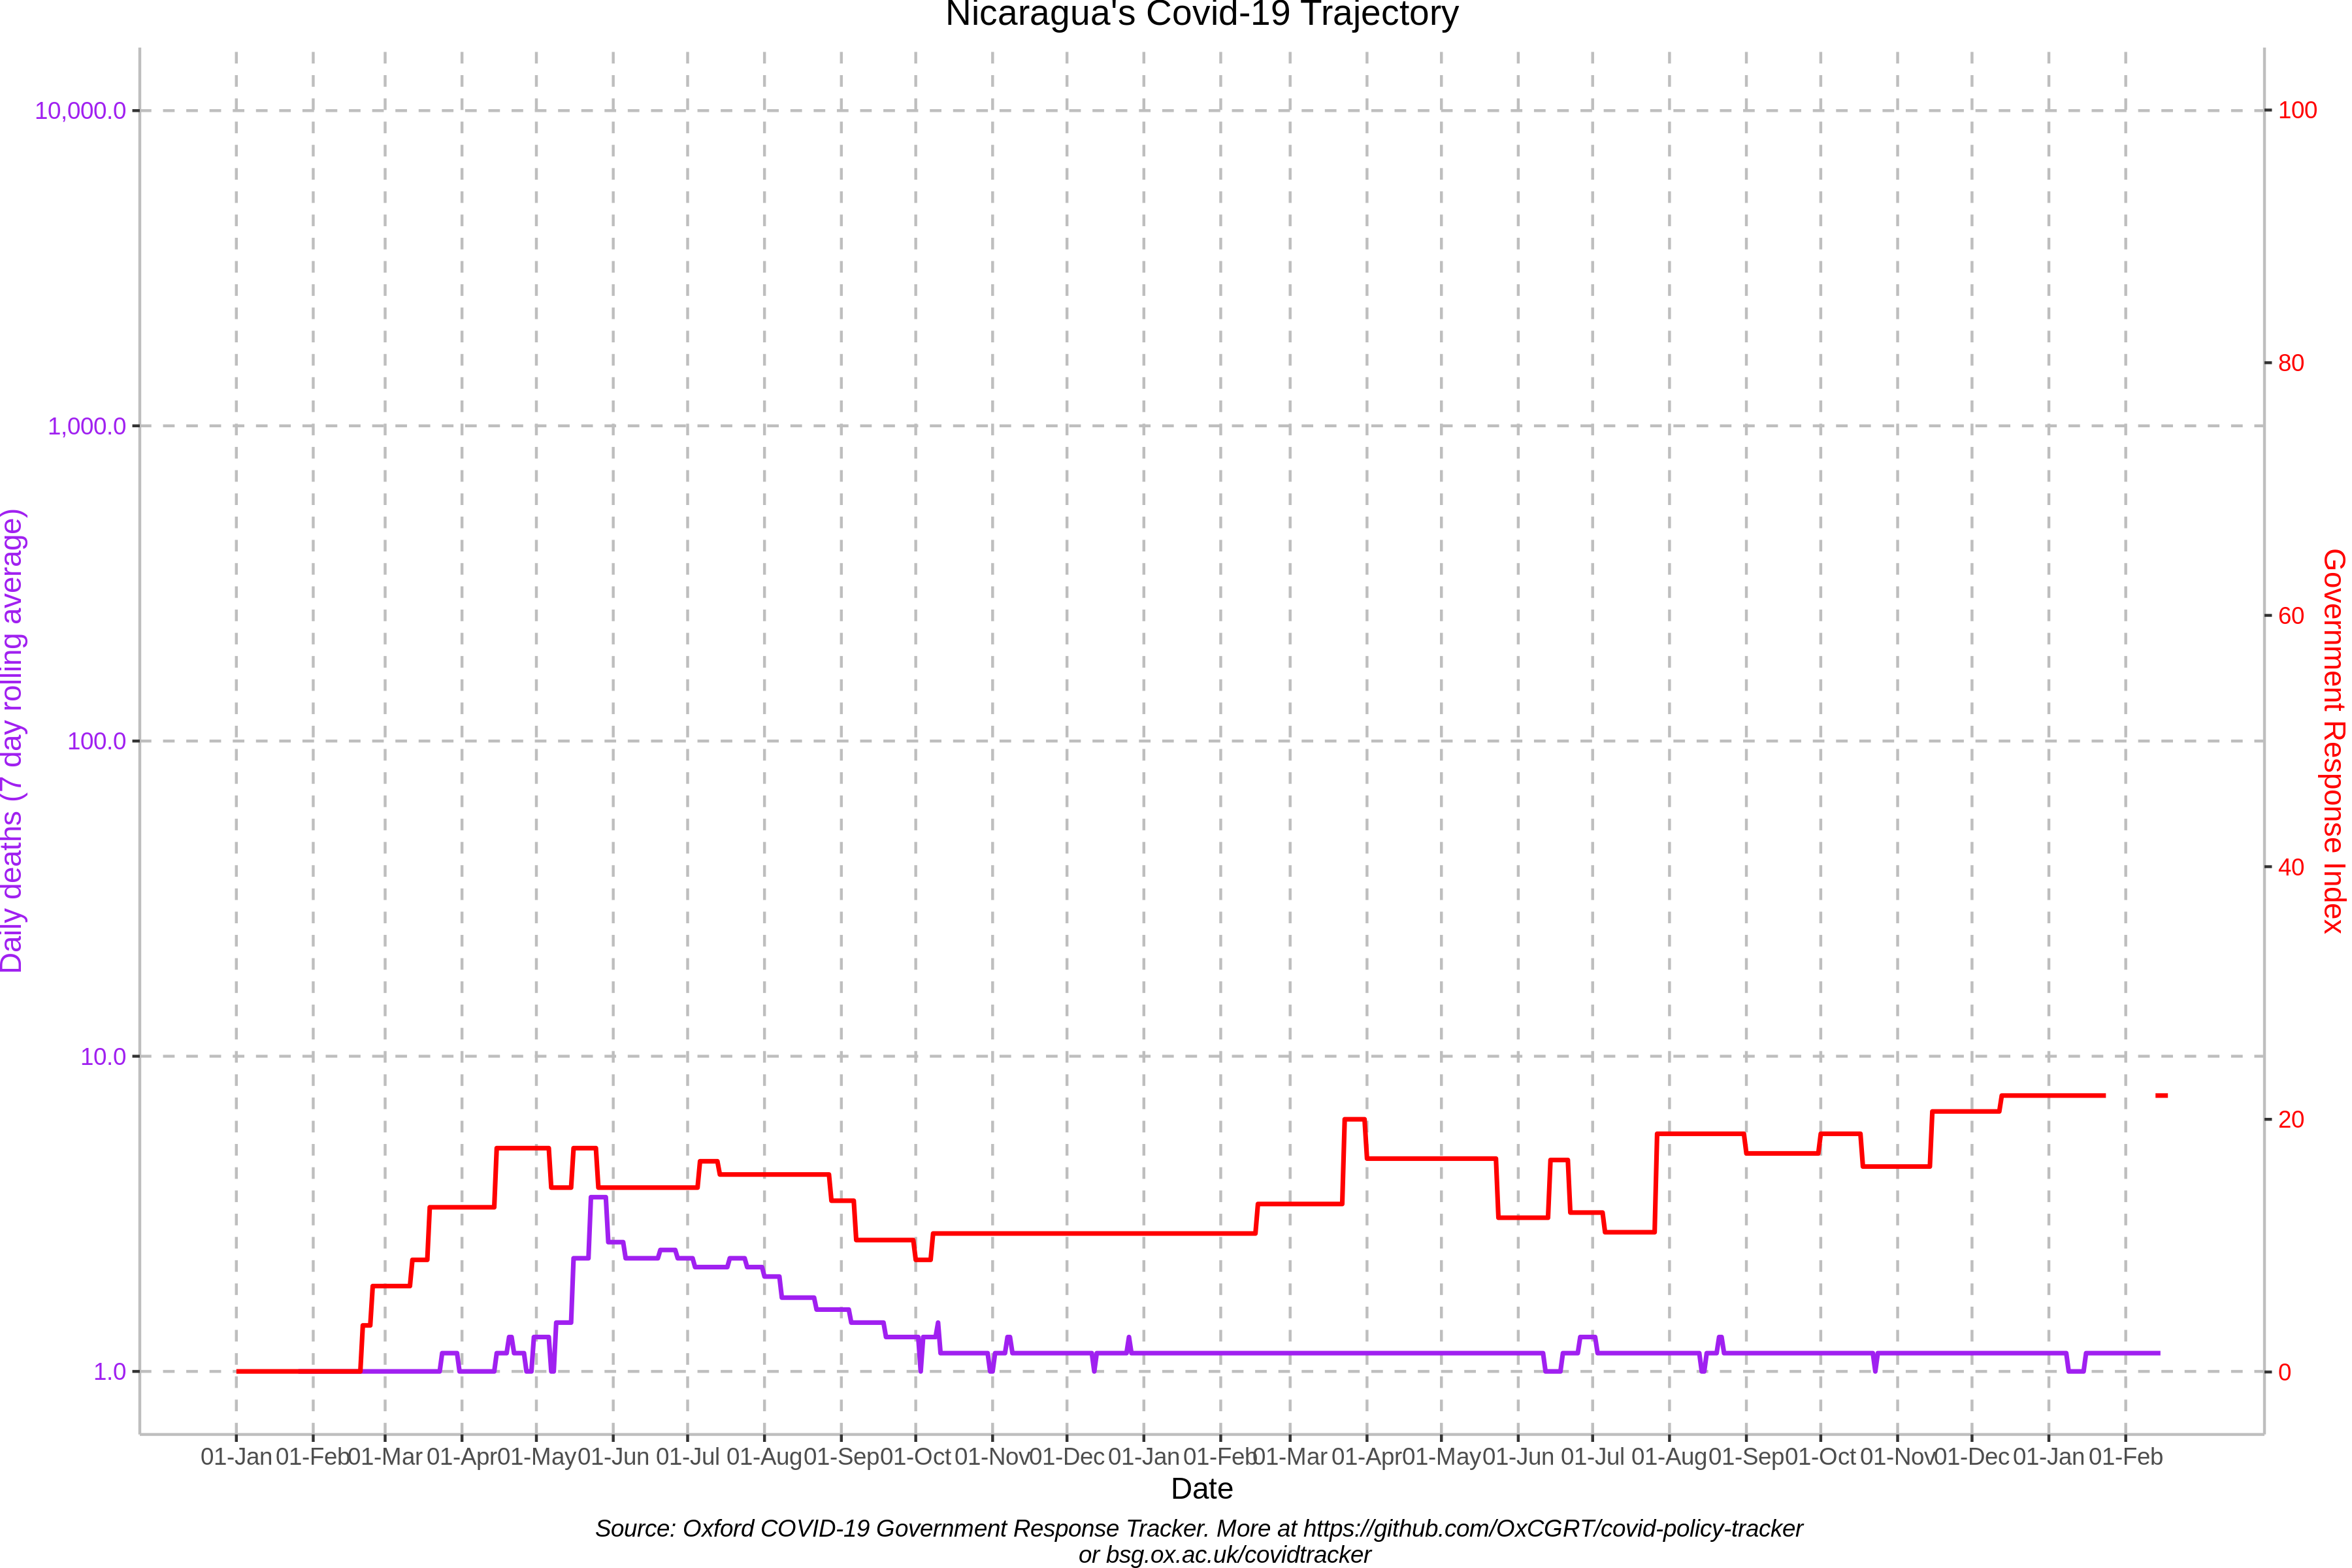 Nicaragua's Covid-19 Trajectory
10,000.0
1,000.0
100.0
10.0
1.0
Daily deaths (7 day rolling average)
100
80
60
40
20
0
Government Response Index
01-Jan 01-Feb 01-Mar 01-Apr 01-May 01-Jun 01-Jul 01-Aug 01-Sep 01-Oct 01-Nov 01-Dec 01-Jan 01-Feb 01-Mar 01-Apr 01-May 01-Jun 01-Jul 01-Aug 01-Sep 01-Oct 01-Nov 01-Dec 01-Jan 01-Feb
Date
Source: Oxford COVID-19 Government Response Tracker. More at https://github.com/OxCGRT/covid-policy-tracker
or bsg.ox.ac.uk/covidtracker